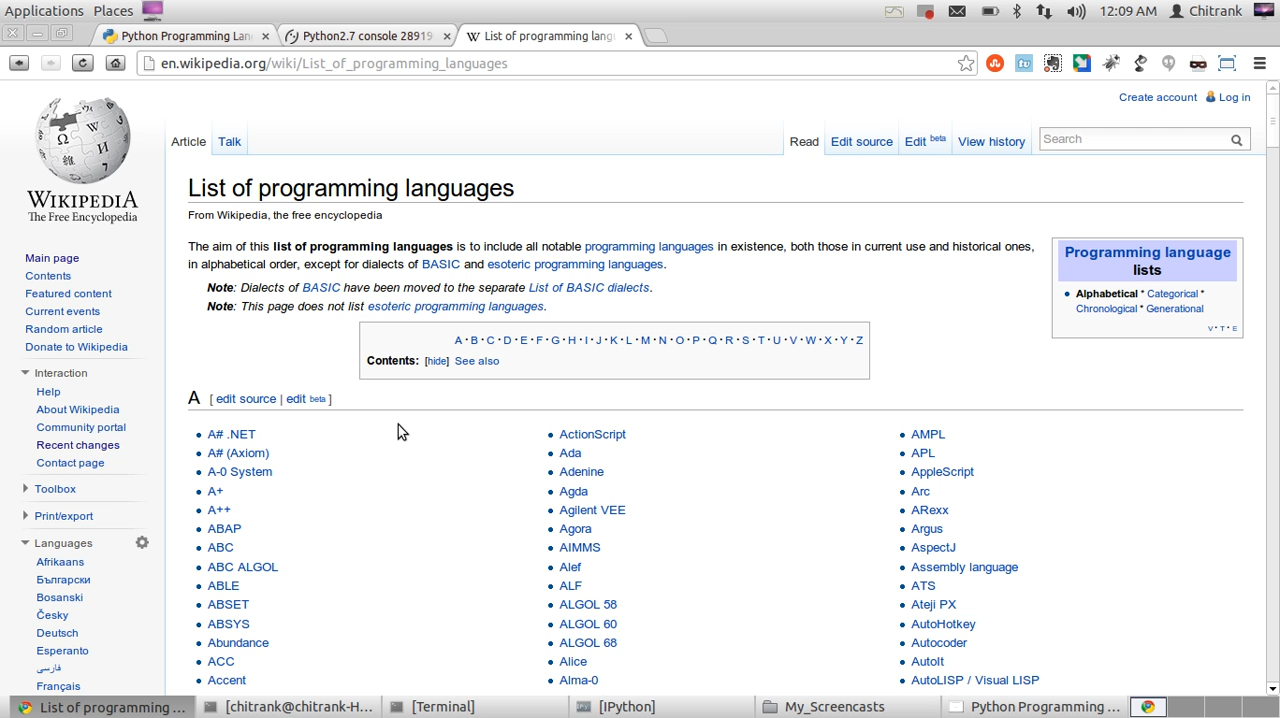 Applications Places 12:09 AM Chitrank
Python Programming Lan × Python2.7 console 28919 × W List of programming lang ×
en.wikipedia.org/wiki/List_of_programming_languages
Create account Log in
Article Talk Read Edit source Edit beta View history Search
WIKIPEDIA
The Free Encyclopedia
Main page
Contents
Featured content
Current events
Random article
Donate to Wikipedia
Interaction
Help
About Wikipedia
Community portal
Recent changes
Contact page
Toolbox
Print/export
Languages
Afrikaans
Български
Bosanski
Česky
Deutsch
Esperanto
فارسی
Français
List of programming languages
From Wikipedia, the free encyclopedia
The aim of this list of programming languages is to include all notable programming languages in existence, both those in current use and historical ones,
in alphabetical order, except for dialects of BASIC and esoteric programming languages.
Note: Dialects of BASIC have been moved to the separate List of BASIC dialects.
Note: This page does not list esoteric programming languages.
Programming language
lists
Alphabetical * Categorical *
Chronological * Generational
V · T · E
A · B · C · D · E · F · G · H · I · J · K · L · M · N · O · P · Q · R · S · T · U · V · W · X · Y · Z
Contents: [hide] See also
A [ edit source | edit beta ]
A# .NET
A# (Axiom)
A-0 System
A+
A++
ABAP
ABC
ABC ALGOL
ABLE
ABSET
ABSYS
Abundance
ACC
Accent
ActionScript
Ada
Adenine
Agda
Agilent VEE
Agora
AIMMS
Alef
ALF
ALGOL 58
ALGOL 60
ALGOL 68
Alice
Alma-0
AMPL
APL
AppleScript
Arc
ARexx
Argus
AspectJ
Assembly language
ATS
Ateji PX
AutoHotkey
Autocoder
AutoIt
AutoLISP / Visual LISP
List of programming ... [chitrank@chitrank-H... [Terminal] [IPython] My_Screencasts Python Programming ...